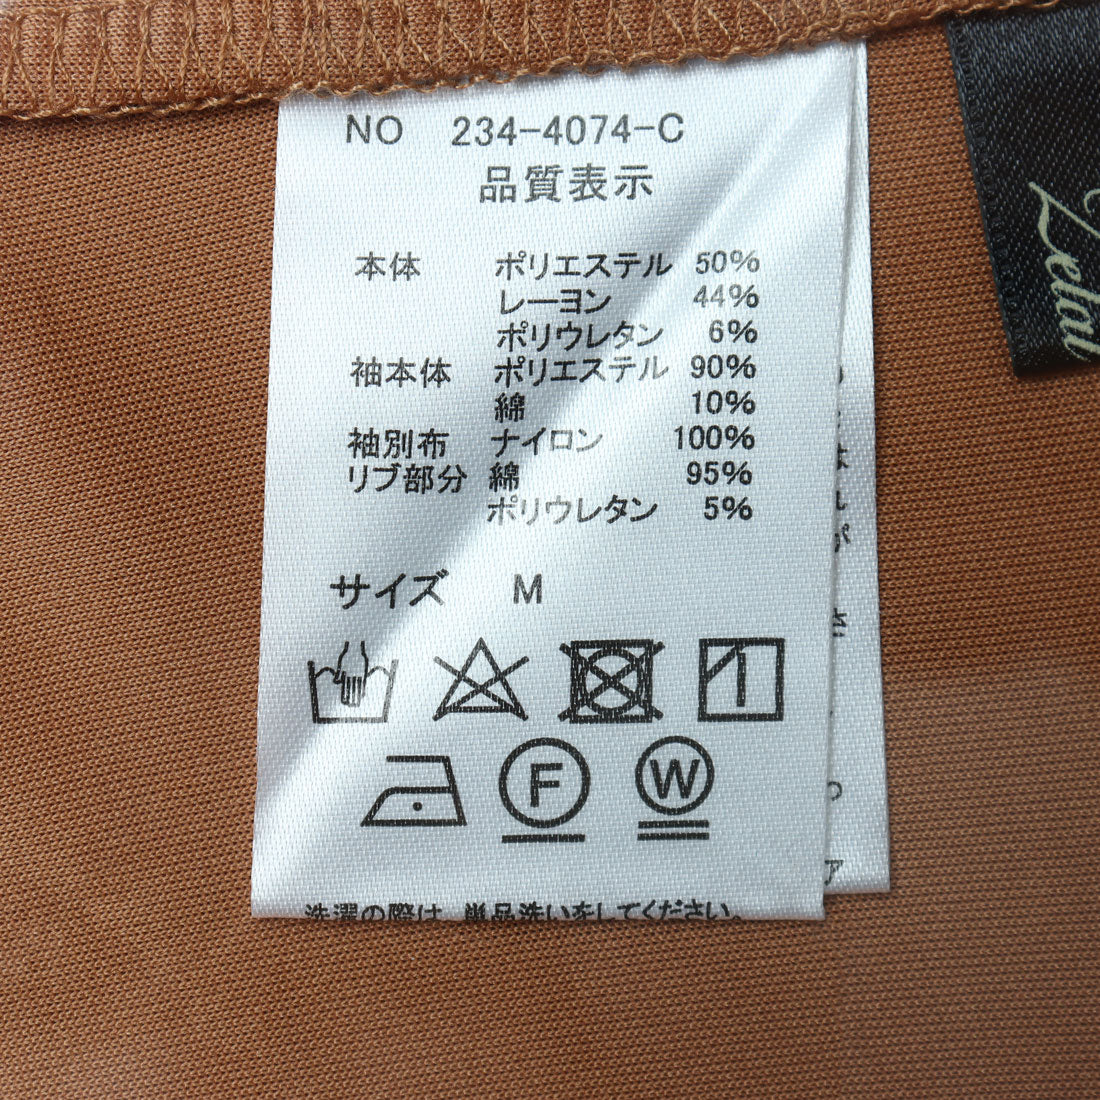 NO 234-4074-C
品質表示
本体 ポリエステル 50%
レーヨン 44%
ポリウレタン 6%
袖本体 ポリエステル 90%
綿 10%
袖別布 ナイロン 100%
リブ部分 綿 95%
ポリウレタン 5%
サイズ M
F W
洗濯の際は、単品洗いをしてください。